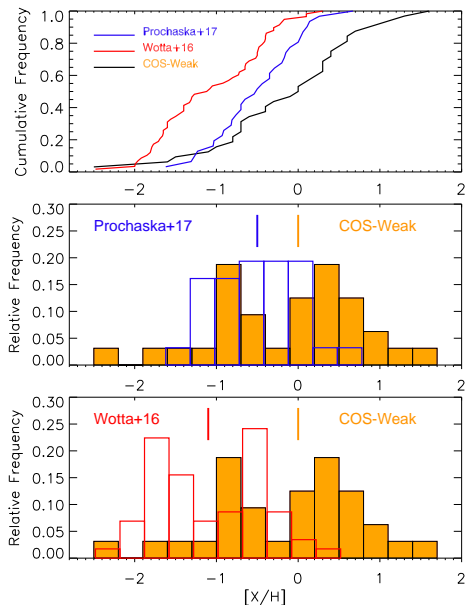 Cumulative Frequency
1.0
0.8
0.6
0.4
0.2
0.0
Prochaska+17
Wotta+16
COS-Weak
-2 -1 0 1 2
Relative Frequency
0.30
0.25
0.20
0.15
0.10
0.05
0.00
Prochaska+17 COS-Weak
-2 -1 0 1 2
Relative Frequency
0.30
0.25
0.20
0.15
0.10
0.05
0.00
Wotta+16 COS-Weak
-2 -1 0 1 2
[X/H]